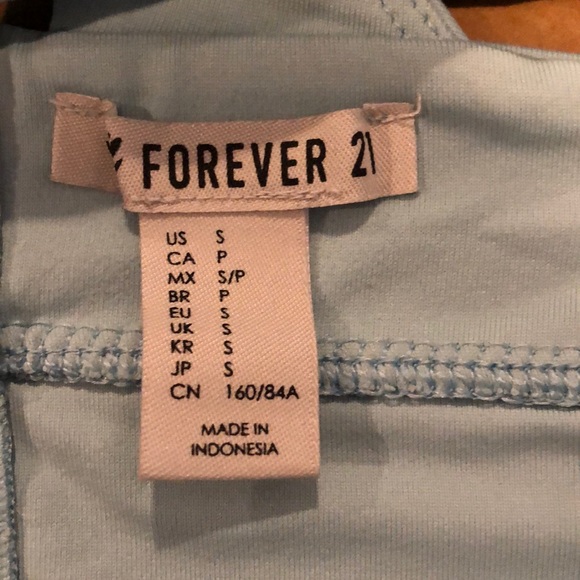 FOREVER 21
US S
CA P
MX S/P
BR P
EU S
UK S
KR S
JP S
CN 160/84A
MADE IN
INDONESIA